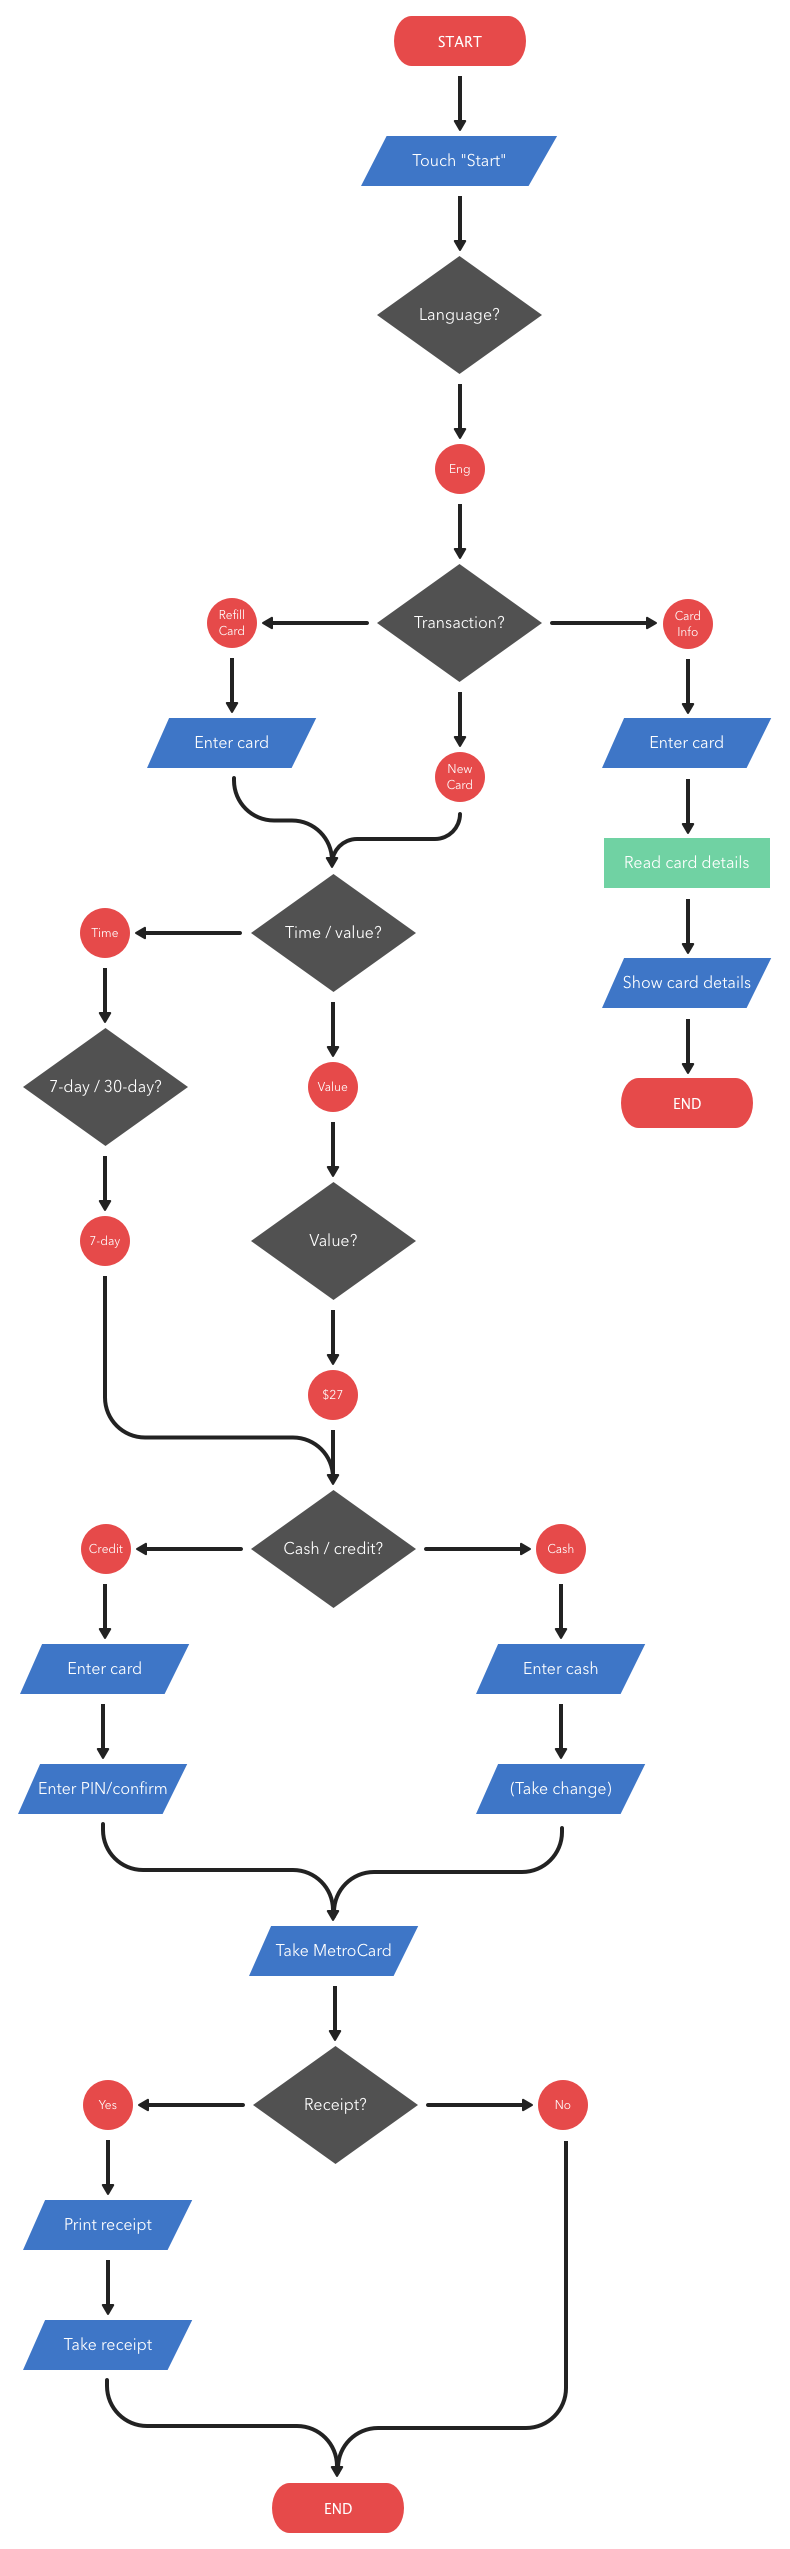 START
Touch "Start"
Language?
Eng
Refill
Card
Transaction?
Card
Info
Enter card
New
Card
Enter card
Read card details
Time
Time / value?
Show card details
7-day / 30-day?
Value
END
7-day
Value?
$27
Credit
Cash / credit?
Cash
Enter card
Enter cash
Enter PIN/confirm
(Take change)
Take MetroCard
Yes
Receipt?
No
Print receipt
Take receipt
END